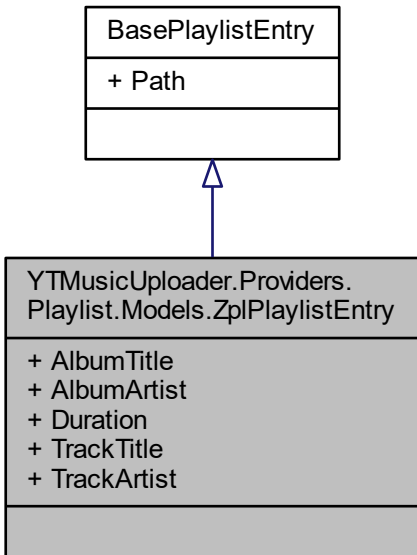 BasePlaylistEntry
+ Path
YTMusicUploader.Providers.
Playlist.Models.ZplPlaylistEntry
+ AlbumTitle
+ AlbumArtist
+ Duration
+ TrackTitle
+ TrackArtist